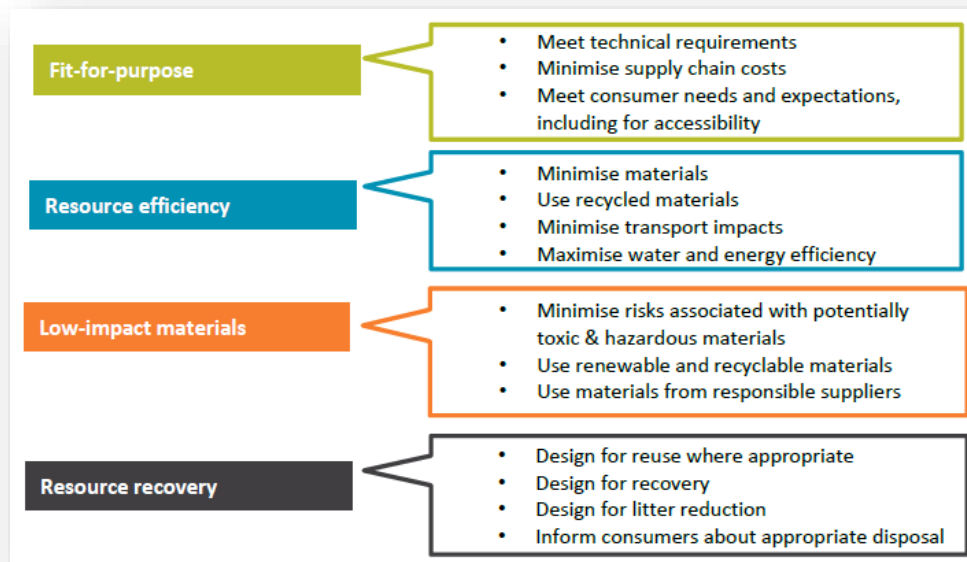 Fit-for-purpose
• Meet technical requirements
• Minimise supply chain costs
• Meet consumer needs and expectations,
including for accessibility
Resource efficiency
• Minimise materials
• Use recycled materials
• Minimise transport impacts
• Maximise water and energy efficiency
Low-impact materials
• Minimise risks associated with potentially
toxic & hazardous materials
• Use renewable and recyclable materials
• Use materials from responsible suppliers
Resource recovery
• Design for reuse where appropriate
• Design for recovery
• Design for litter reduction
• Inform consumers about appropriate disposal